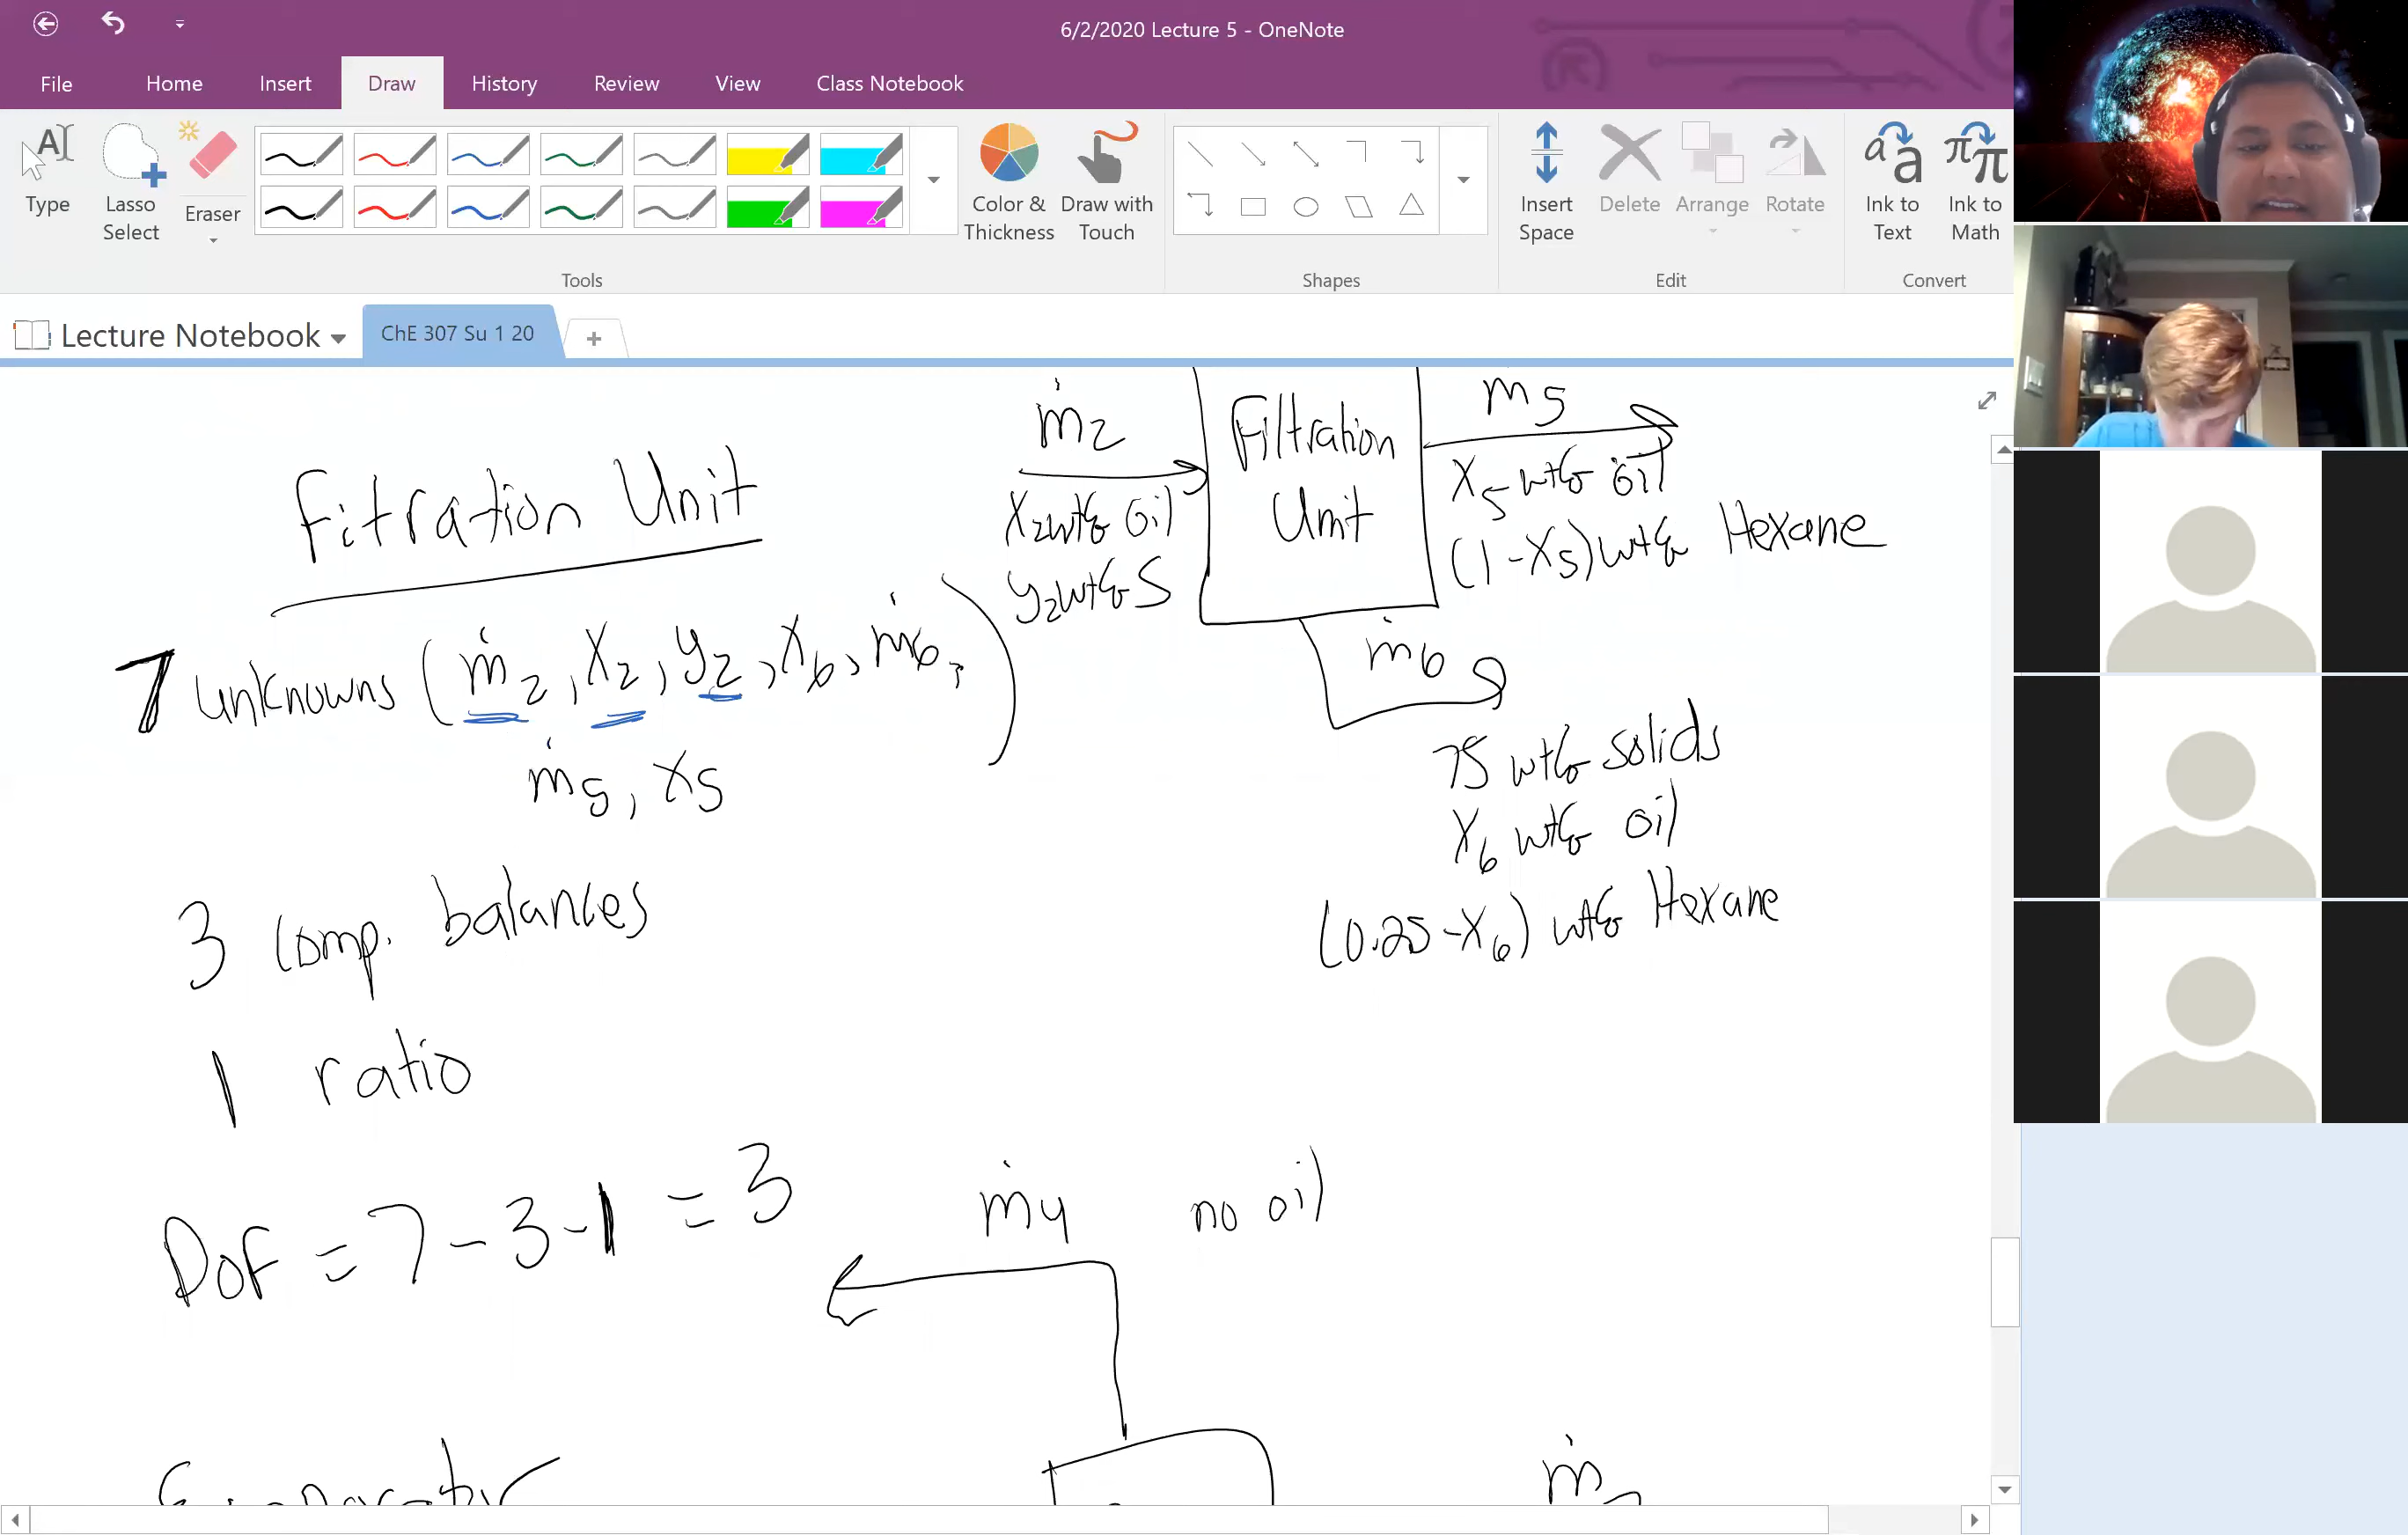 6/2/2020 Lecture 5 - OneNote
File Home Insert Draw History Review View Class Notebook
Type
Lasso Select
Eraser
Color & Thickness
Draw with Touch
Insert Space
Delete
Arrange
Rotate
Ink to Text
Ink to Math
Tools
Shapes
Edit
Convert
Lecture Notebook
ChE 307 Su 1 20
+
Fitration Unit
7 unknowns (ṁ2, x2, y2, x6, ṁ6,
ṁ5, x5)
3 comp. balances
1 ratio
DOF = 7 - 3 - 1 = 3
ṁ2
x2 wt% oil
y2 wt% S
Filtration
Unit
m5
x5 wt% oil
(1-x5) wt% Hexane
ṁ6
75 wt% solids
x6 wt% oil
(0.25-x6) wt% Hexane
ṁ4 no oil
ṁ